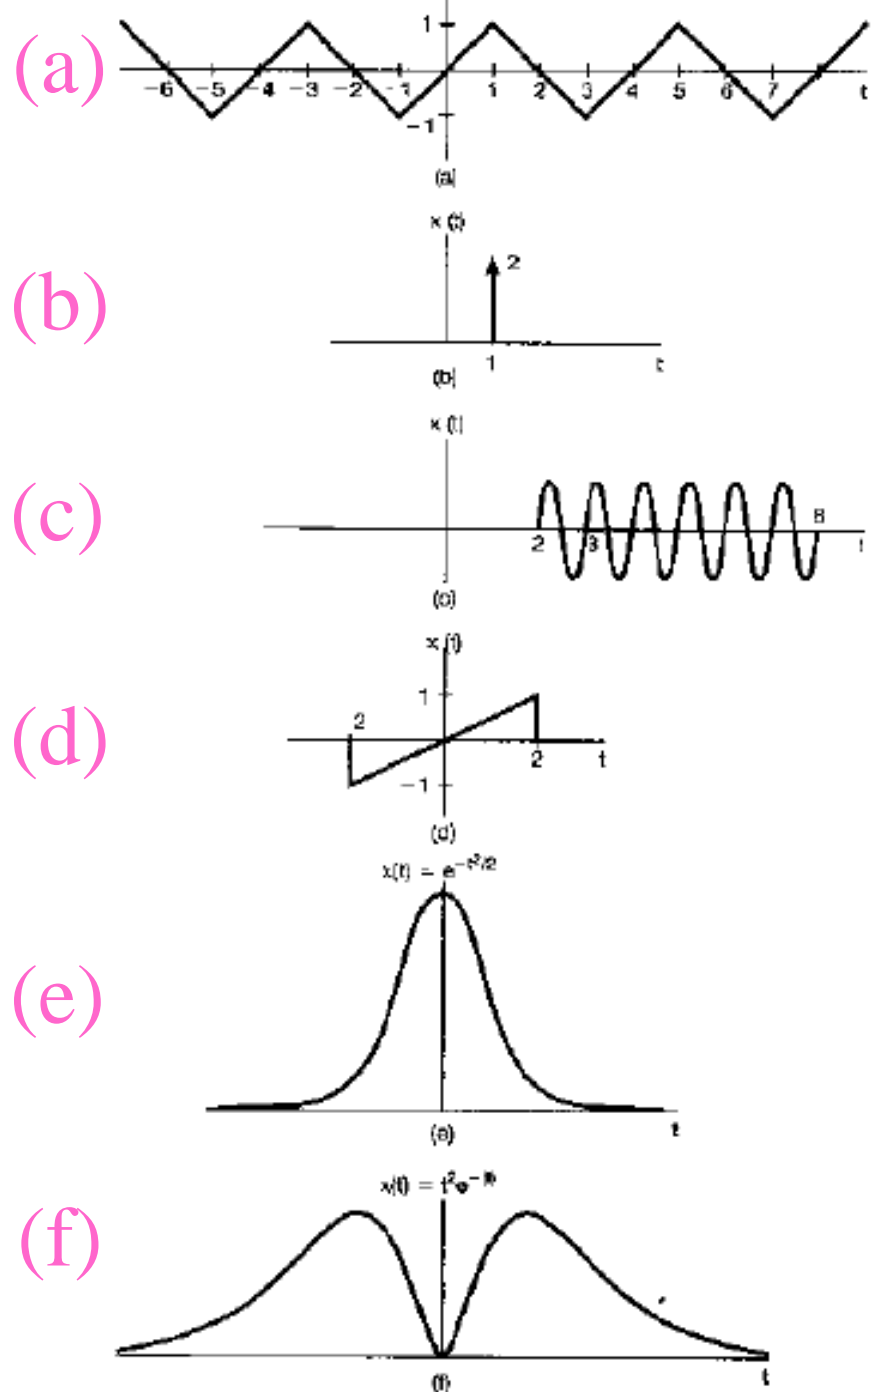 1
(a)
−6 −5 −4 −3 −2 −1 1 2 3 4 5 6 7 t
−1
(a)
x (t)
(b)
2
1 t
(b)
x (t)
(c)
8
2 3 t
(c)
x (t)
1
(d)
2
2 t
−1
(d)
x(t) = e^{−t²/2}
(e)
(e) t
x(t) = t²e^{−|t|}
(f)
(f) t